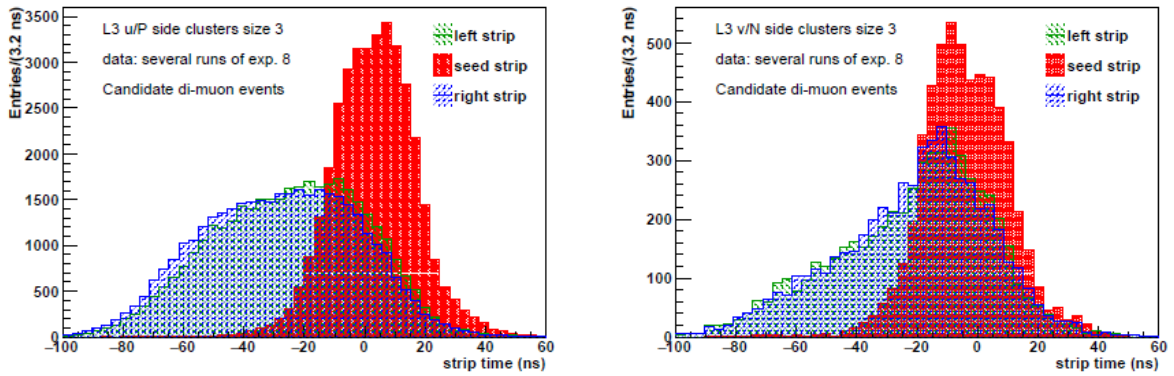 Entries/(3.2 ns)
3500
3000
2500
2000
1500
1000
500
0
L3 u/P side clusters size 3
data: several runs of exp. 8
Candidate di-muon events
left strip
seed strip
right strip
−100 −80 −60 −40 −20 0 20 40 60
strip time (ns)
Entries/(3.2 ns)
500
400
300
200
100
0
L3 v/N side clusters size 3
data: several runs of exp. 8
Candidate di-muon events
left strip
seed strip
right strip
−100 −80 −60 −40 −20 0 20 40 60
strip time (ns)